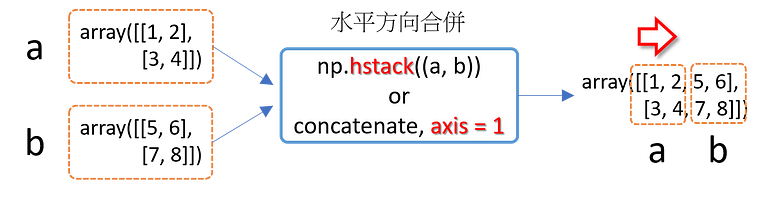 水平方向合併
a
array([[1, 2],
[3, 4]])
b
array([[5, 6],
[7, 8]])
np.hstack((a, b))
or
concatenate, axis = 1
array([[1, 2, 5, 6],
[3, 4, 7, 8]])
a b